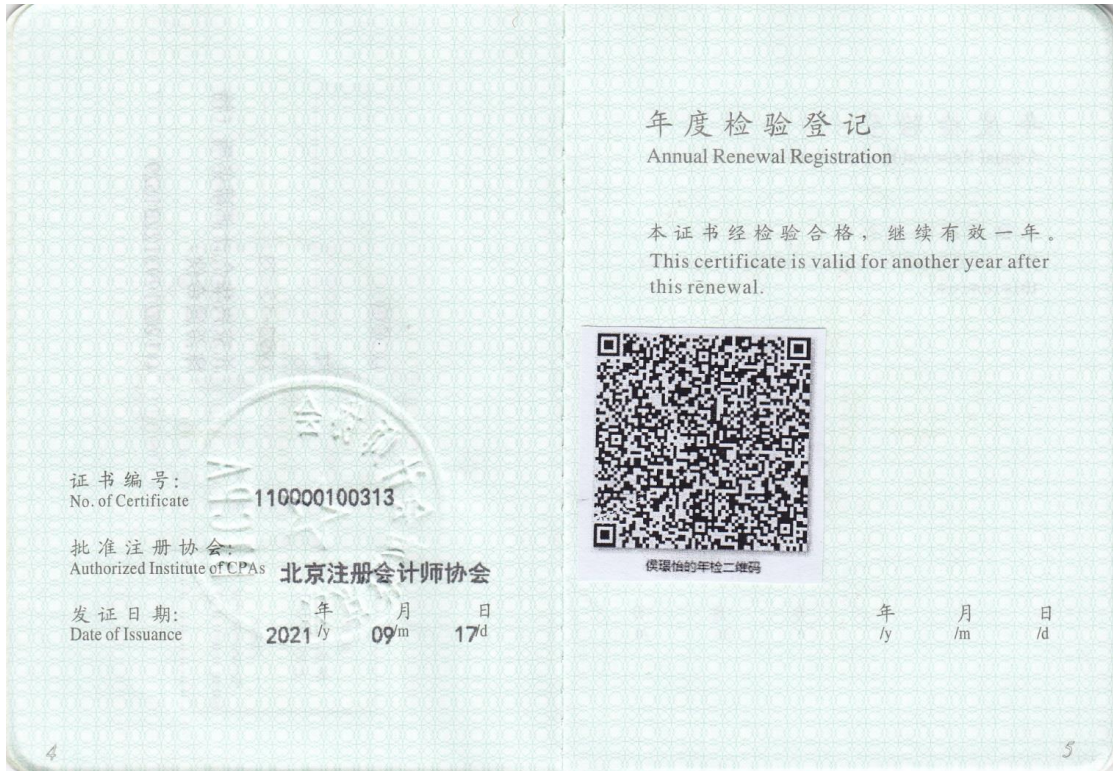 证书编号:
No. of Certificate
110000100313
批准注册协会:
Authorized Institute of CPAs
北京注册会计师协会
发证日期:
Date of Issuance
2021 年/y 09 月/m 17 日/d
4
年度检验登记
Annual Renewal Registration
本证书经检验合格，继续有效一年。
This certificate is valid for another year after
this renewal.
侯璟怡的年检二维码
年 月 日
/y /m /d
5